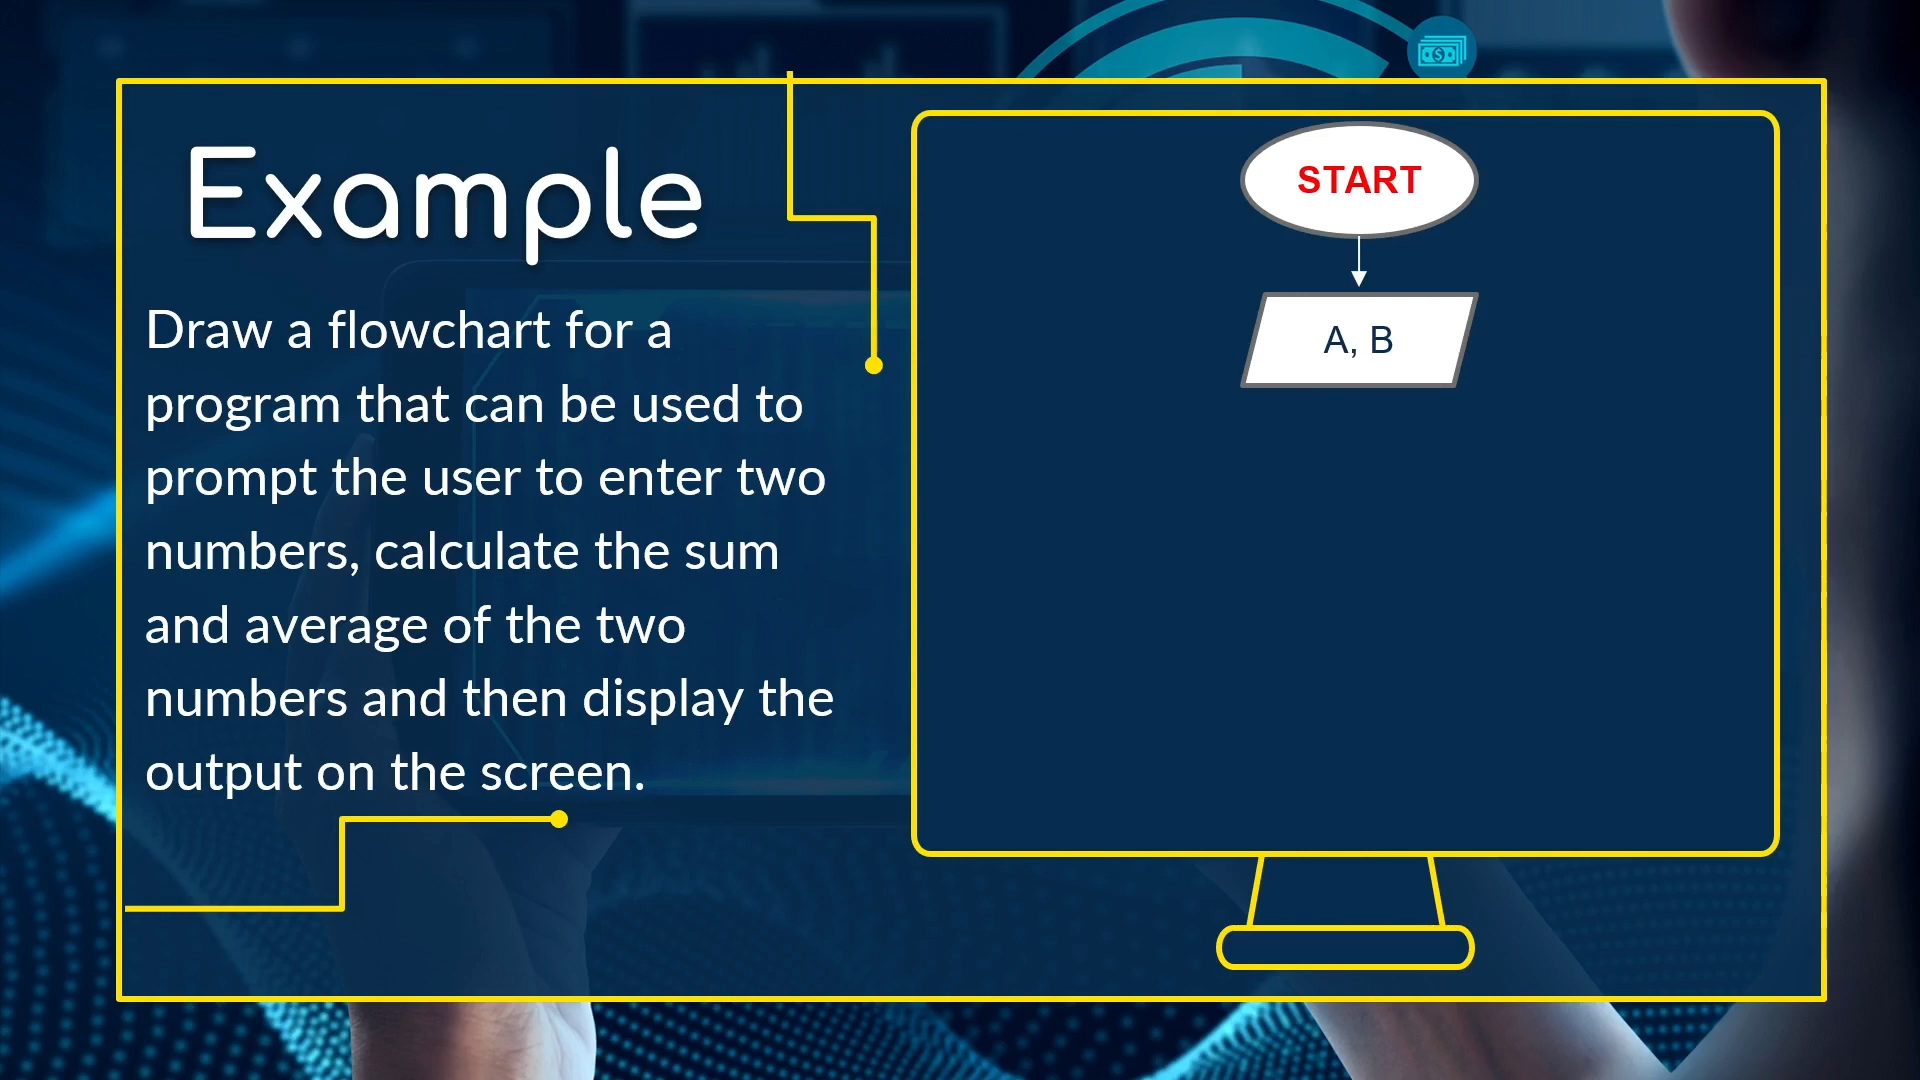 Example
Draw a flowchart for a
program that can be used to
prompt the user to enter two
numbers, calculate the sum
and average of the two
numbers and then display the
output on the screen.
START
A, B